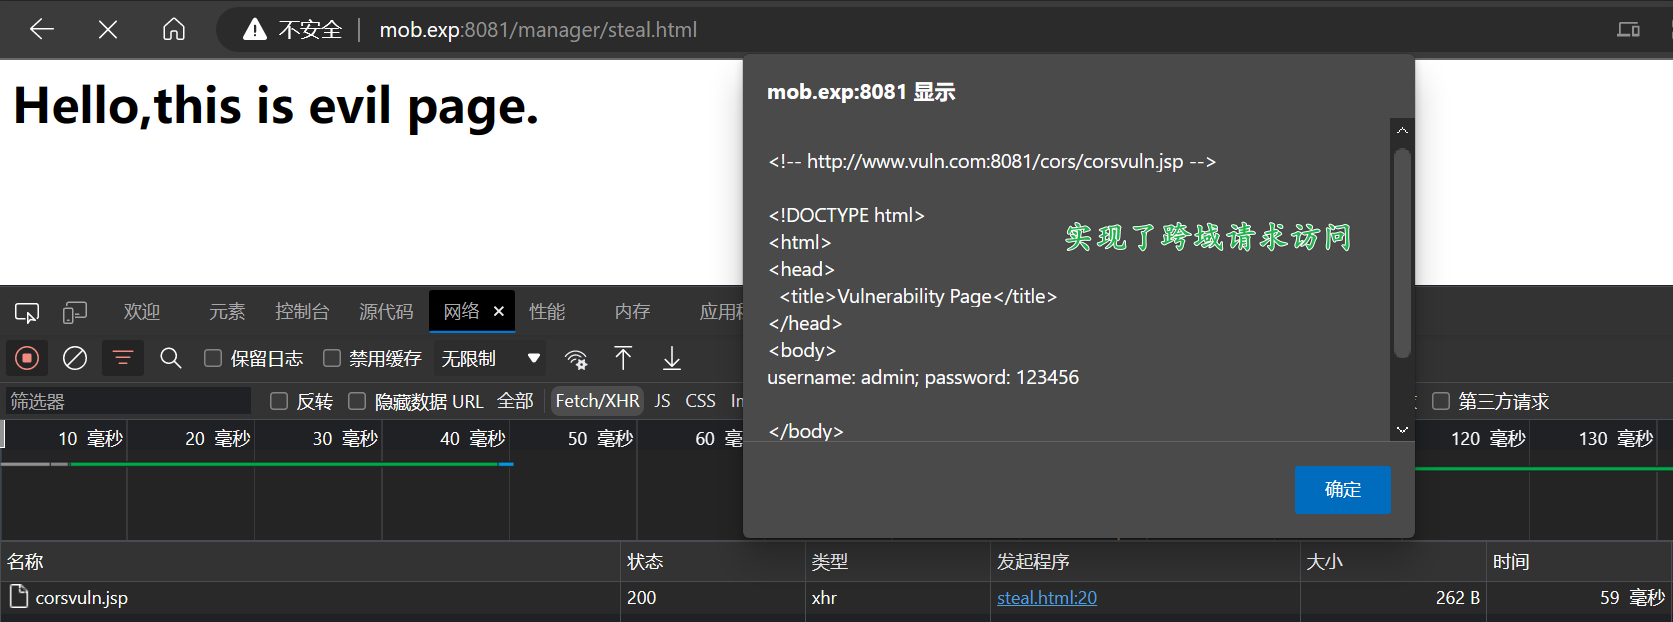 不安全 mob.exp:8081/manager/steal.html
Hello,this is evil page.
mob.exp:8081 显示
<!-- http://www.vuln.com:8081/cors/corsvuln.jsp -->
<!DOCTYPE html>
<html>
实现了跨域请求访问
<head>
<title>Vulnerability Page</title>
</head>
<body>
username: admin; password: 123456
</body>
确定
欢迎 元素 控制台 源代码 网络 性能 内存 应用
保留日志 禁用缓存 无限制
筛选器 反转 隐藏数据 URL 全部 Fetch/XHR JS CSS 第三方请求
10 毫秒 20 毫秒 30 毫秒 40 毫秒 50 毫秒 60 毫 120 毫秒 130 毫秒
名称 状态 类型 发起程序 大小 时间
corsvuln.jsp 200 xhr steal.html:20 262 B 59 毫秒